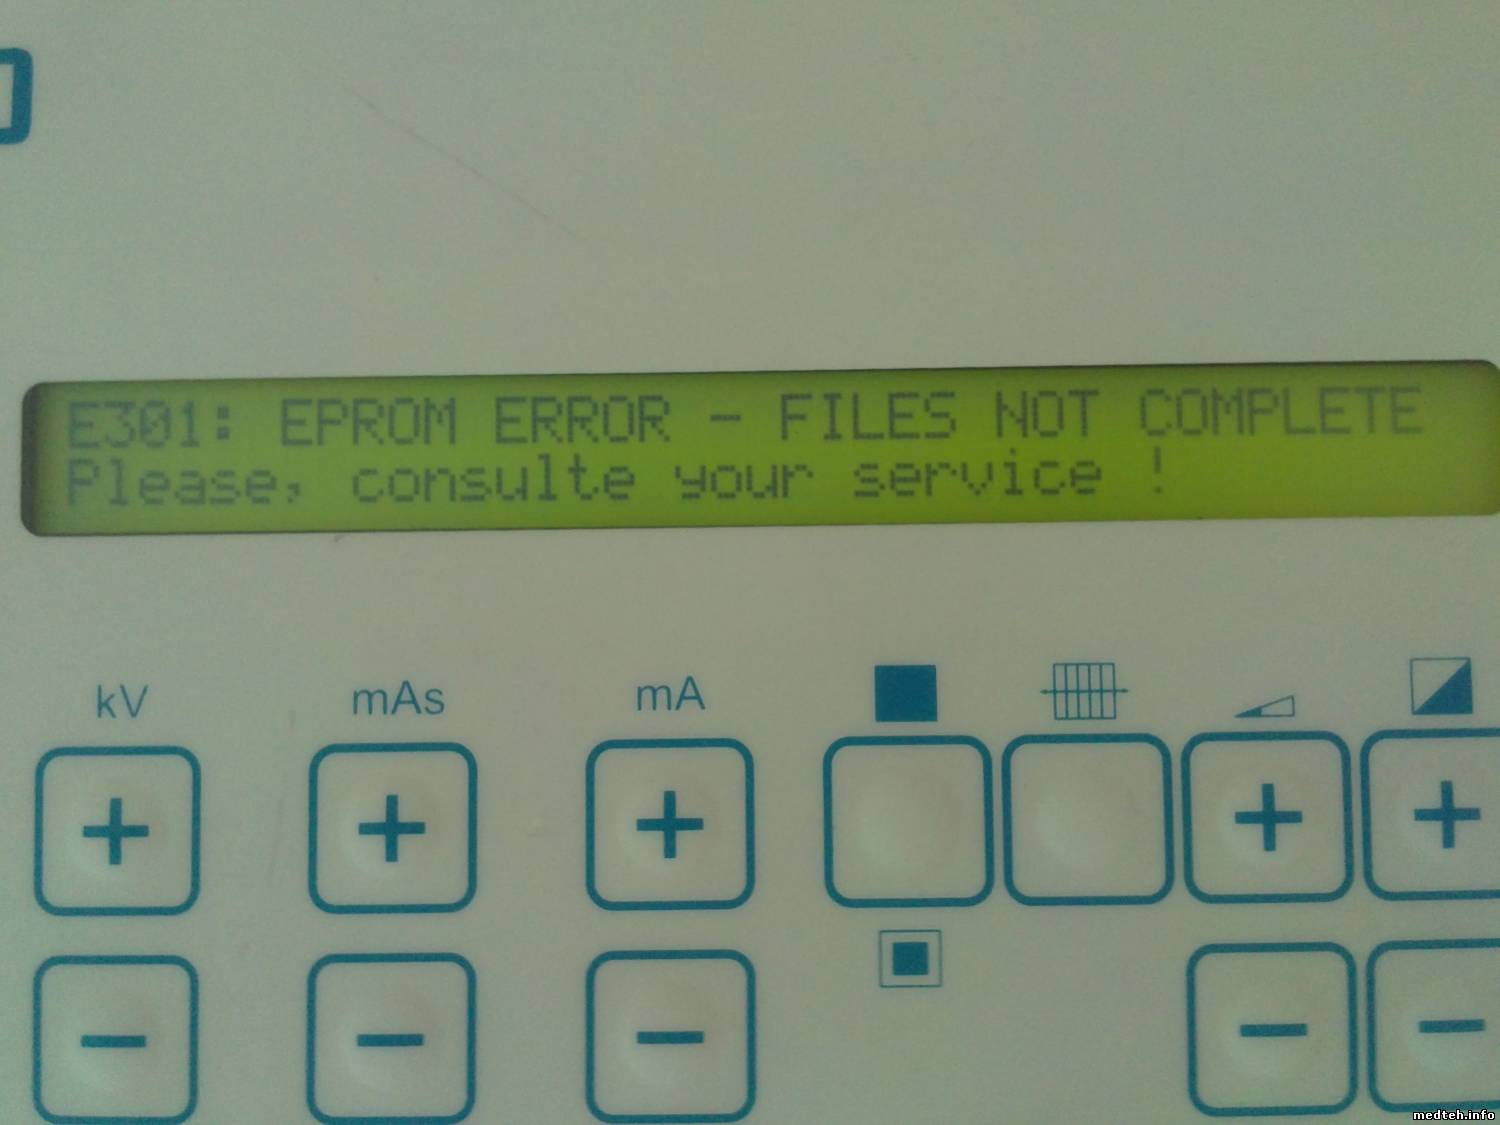 E301: EPROM ERROR - FILES NOT COMPLETE
Please, consulte your service !
kV
mAs
mA
+
+
+
+
+
-
-
-
-
-
medteh.info